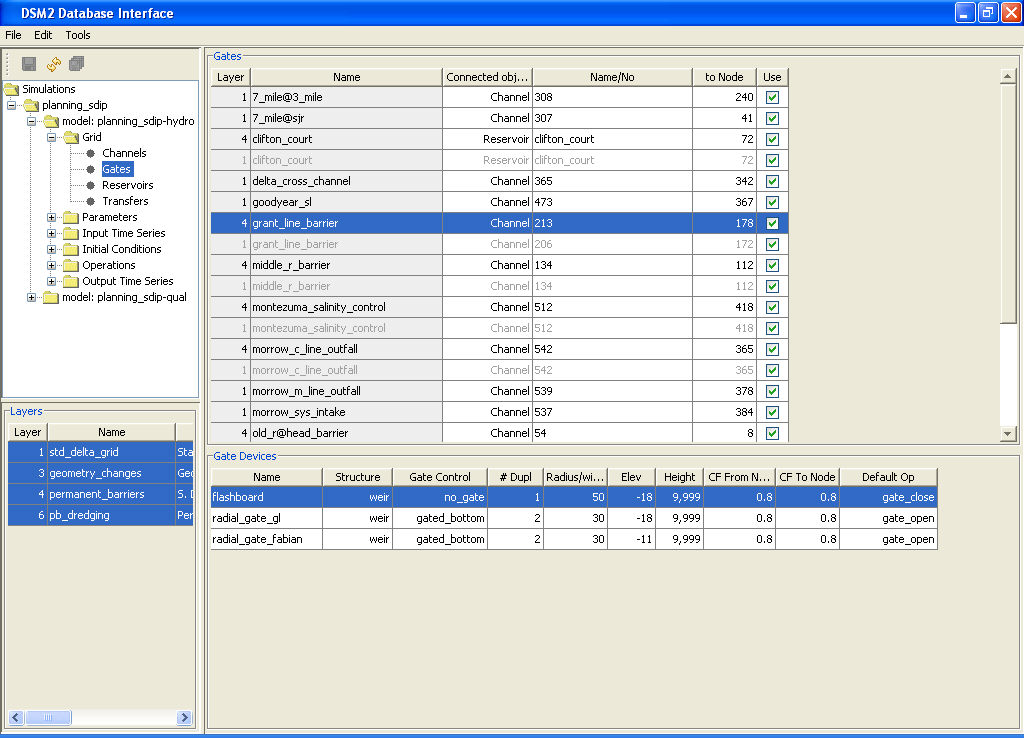 DSM2 Database Interface
File Edit Tools
Simulations
planning_sdip
model: planning_sdip-hydro
Grid
Channels
Gates
Reservoirs
Transfers
Parameters
Input Time Series
Initial Conditions
Operations
Output Time Series
model: planning_sdip-qual
Layers
Layer Name
1 std_delta_grid Sta
3 geometry_changes Geo
4 permanent_barriers S. D
6 pb_dredging Per
Gates
Layer Name Connected obj... Name/No to Node Use
1 7_mile@3_mile Channel 308 240
1 7_mile@sjr Channel 307 41
4 clifton_court Reservoir clifton_court 72
1 clifton_court Reservoir clifton_court 72
1 delta_cross_channel Channel 365 342
1 goodyear_sl Channel 473 367
4 grant_line_barrier Channel 213 178
1 grant_line_barrier Channel 206 172
4 middle_r_barrier Channel 134 112
1 middle_r_barrier Channel 134 112
4 montezuma_salinity_control Channel 512 418
1 montezuma_salinity_control Channel 512 418
4 morrow_c_line_outfall Channel 542 365
1 morrow_c_line_outfall Channel 542 365
1 morrow_m_line_outfall Channel 539 378
1 morrow_sys_intake Channel 537 384
4 old_r@head_barrier Channel 54 8
Gate Devices
Name Structure Gate Control # Dupl Radius/wi... Elev Height CF From N... CF To Node Default Op
flashboard weir no_gate 1 50 -18 9,999 0.8 0.8 gate_close
radial_gate_gl weir gated_bottom 2 30 -18 9,999 0.8 0.8 gate_open
radial_gate_fabian weir gated_bottom 2 30 -11 9,999 0.8 0.8 gate_open